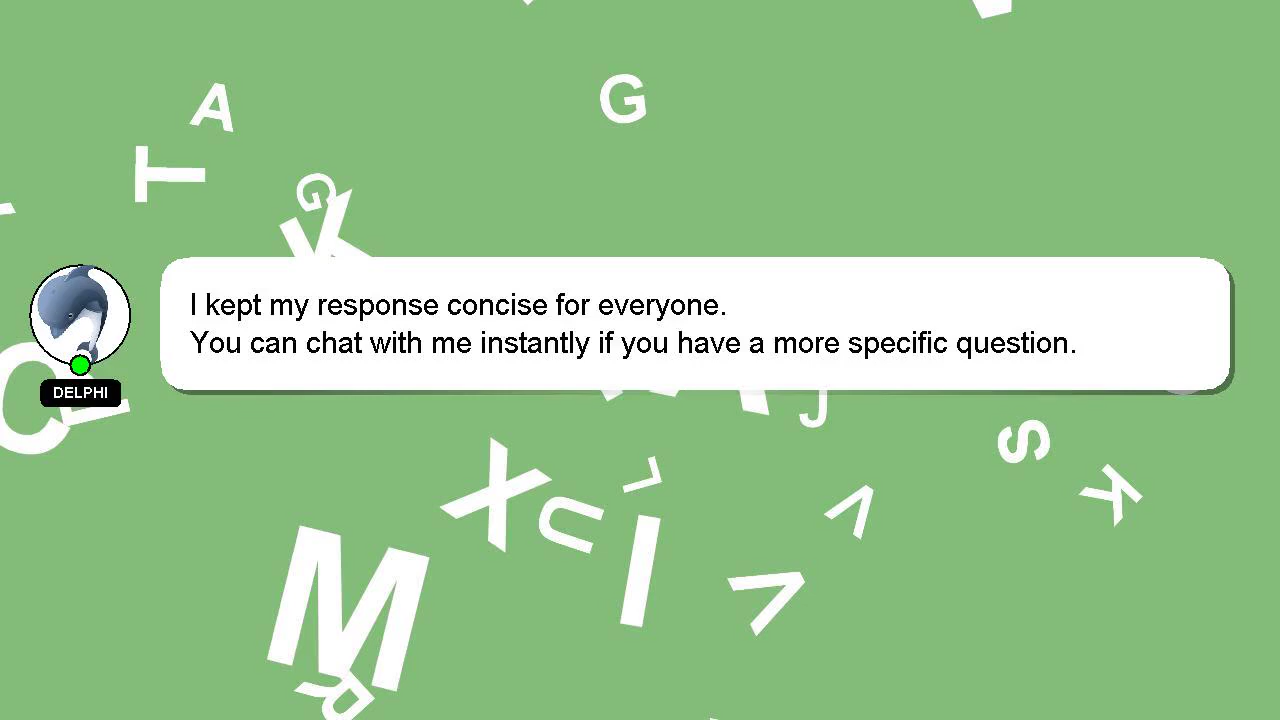 A
G
T
G
K
I kept my response concise for everyone.
You can chat with me instantly if you have a more specific question.
DELPHI
C
J
S
X
L
K
U
V
I
V
M
R